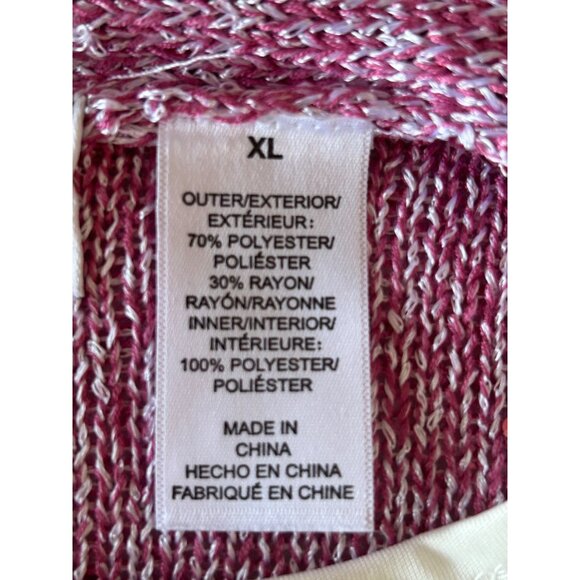 XL
OUTER/EXTERIOR/
EXTÉRIEUR:
70% POLYESTER/
POLIÉSTER
30% RAYON/
RAYÓN/RAYONNE
INNER/INTERIOR/
INTÉRIEURE:
100% POLYESTER/
POLIÉSTER
MADE IN
CHINA
HECHO EN CHINA
FABRIQUÉ EN CHINE